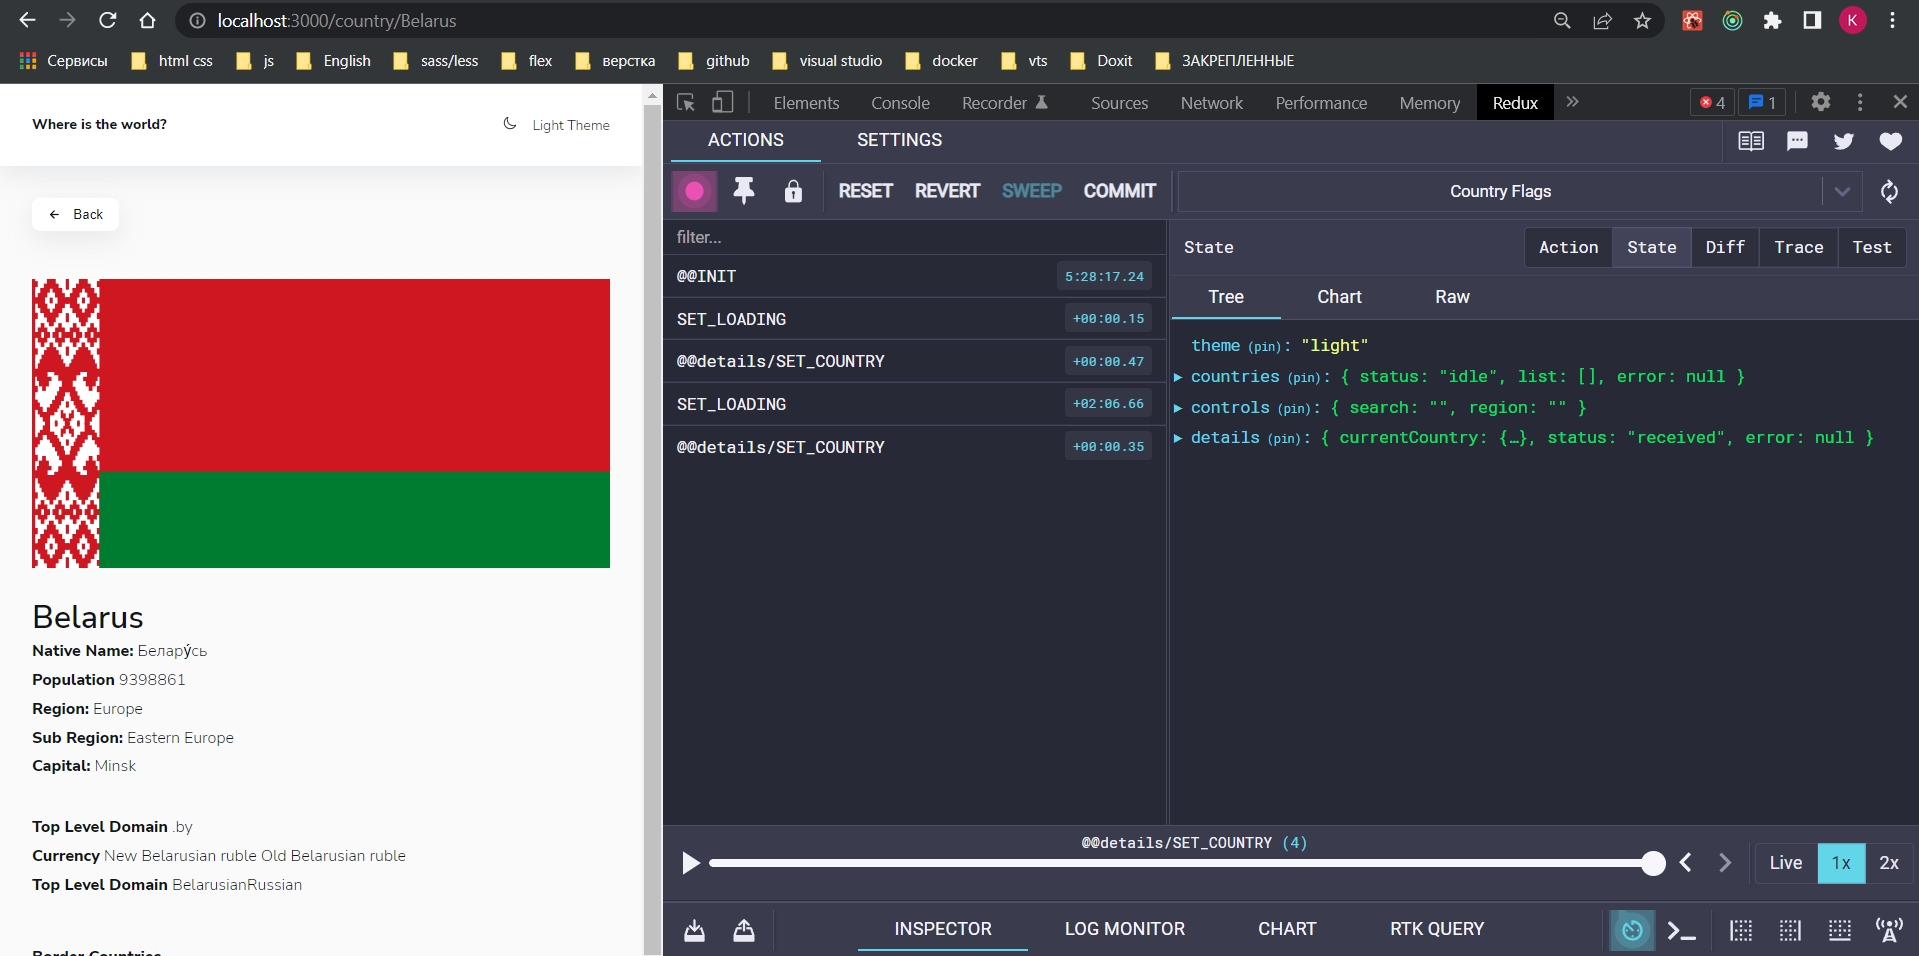 localhost:3000/country/Belarus
K
Сервисы html css js English sass/less flex верстка github visual studio docker vts Doxit ЗАКРЕПЛЕННЫЕ
Where is the world?
Light Theme
Back
Belarus
Native Name: Белару́сь
Population 9398861
Region: Europe
Sub Region: Eastern Europe
Capital: Minsk
Top Level Domain .by
Currency New Belarusian ruble Old Belarusian ruble
Top Level Domain BelarusianRussian
Border Countries
Elements Console Recorder Sources Network Performance Memory Redux » 4 1
ACTIONS SETTINGS
RESET REVERT SWEEP COMMIT Country Flags
filter...
@@INIT 5:28:17.24
SET_LOADING +00:00.15
@@details/SET_COUNTRY +00:00.47
SET_LOADING +02:06.66
@@details/SET_COUNTRY +00:00.35
State Action State Diff Trace Test
Tree Chart Raw
theme (pin): "light"
countries (pin): { status: "idle", list: [], error: null }
controls (pin): { search: "", region: "" }
details (pin): { currentCountry: {…}, status: "received", error: null }
@@details/SET_COUNTRY (4)
Live 1x 2x
INSPECTOR LOG MONITOR CHART RTK QUERY